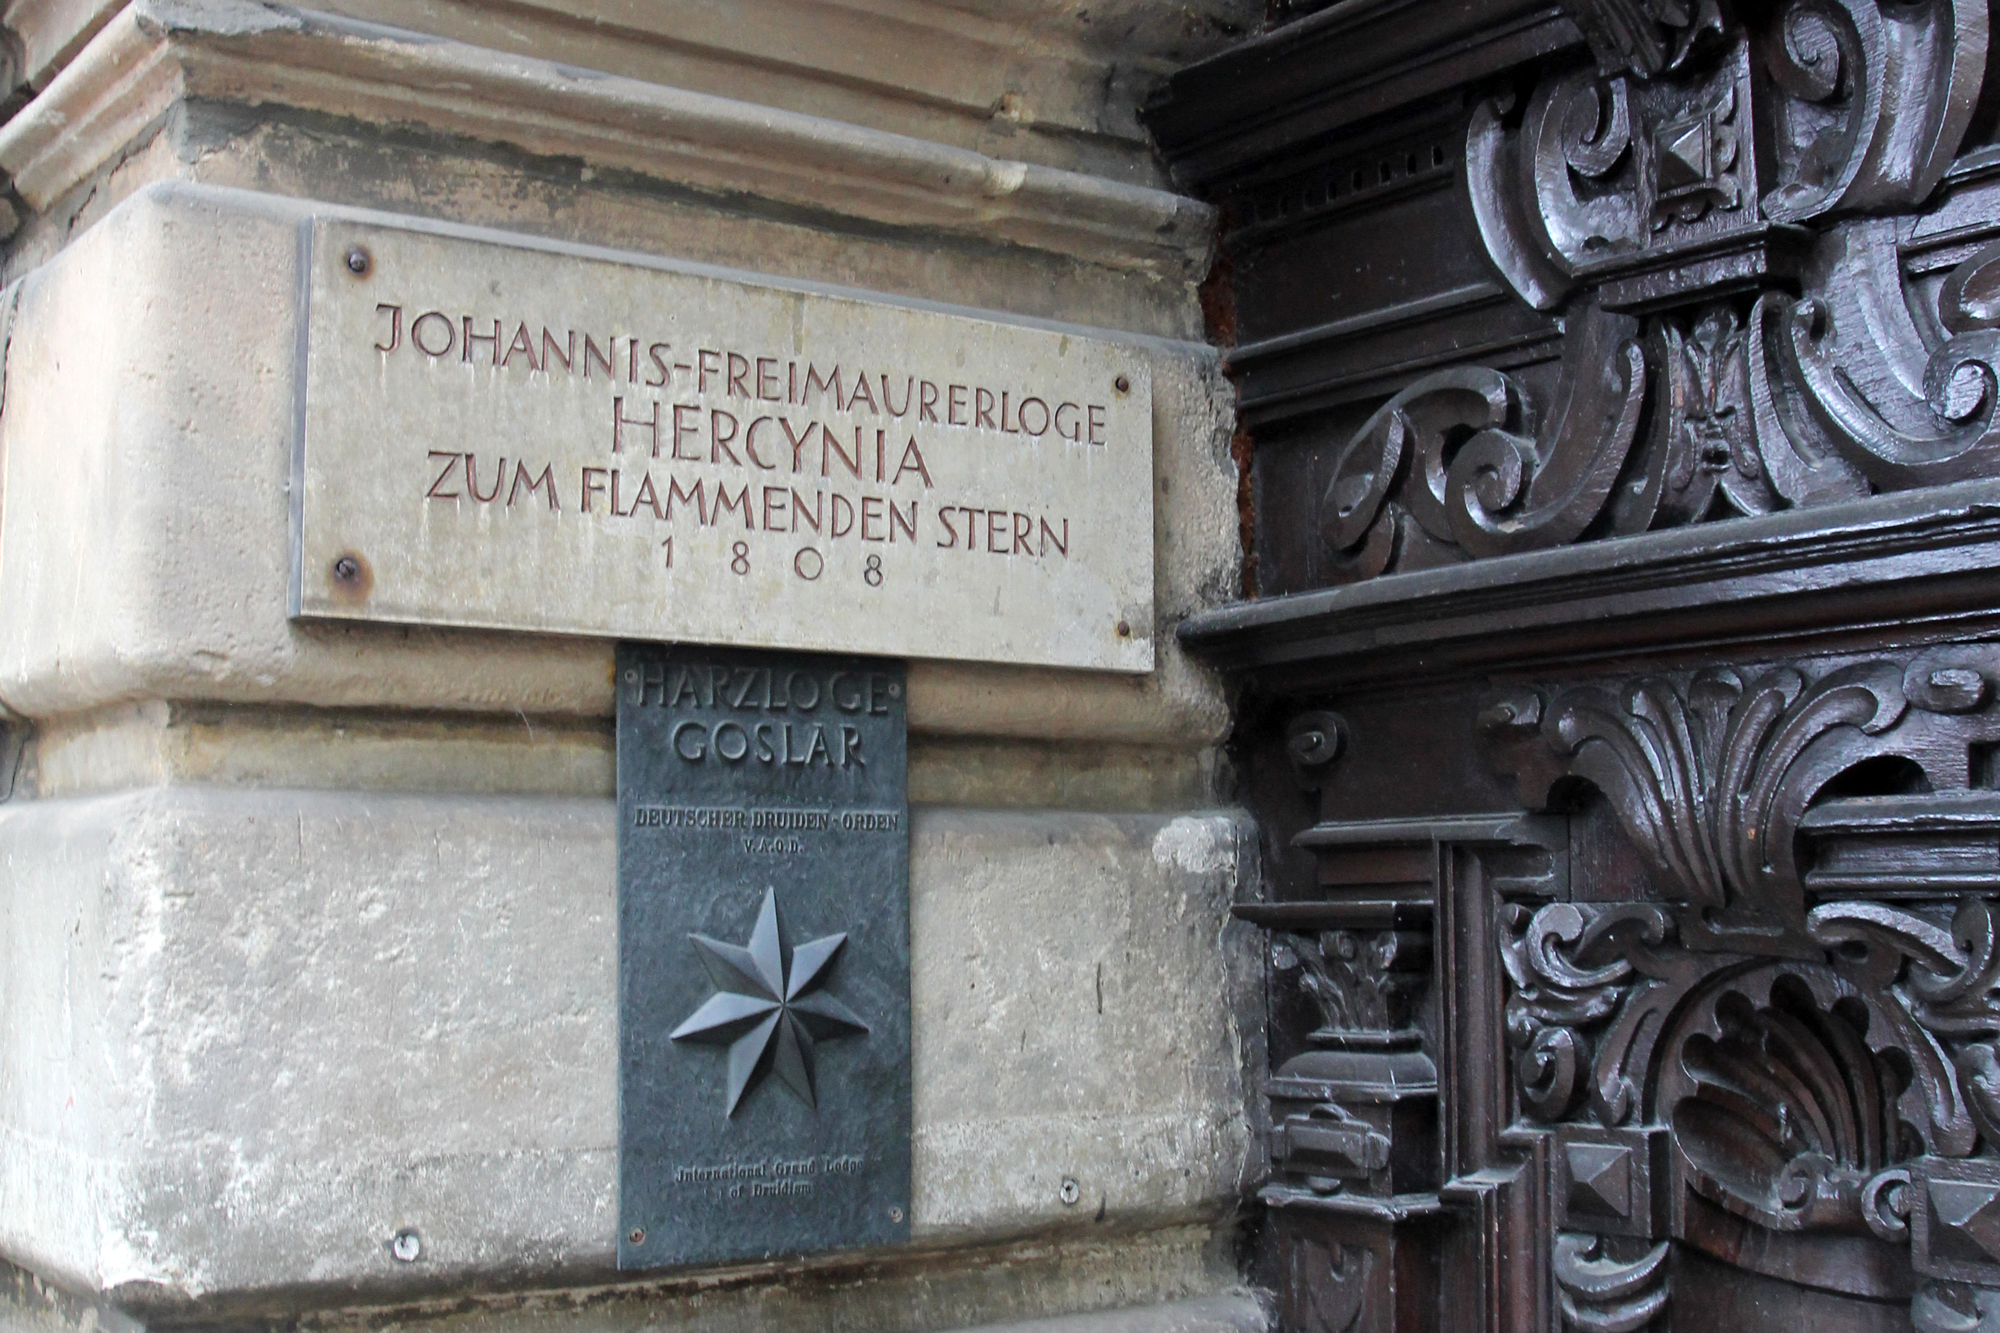 JOHANNIS-FREIMAURERLOGE
HERCYNIA
ZUM FLAMMENDEN STERN
1808
HARZLOGE
GOSLAR
DEUTSCHER DRUIDEN-ORDEN
V.A.O.D.
International Grand Lodge
of Druidism